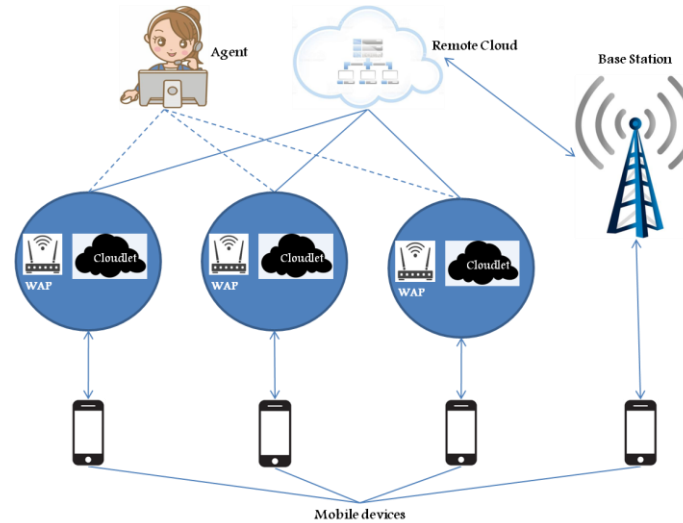 Agent
Remote Cloud
Base Station
Cloudlet
WAP
Cloudlet
WAP
Cloudlet
WAP
Mobile devices